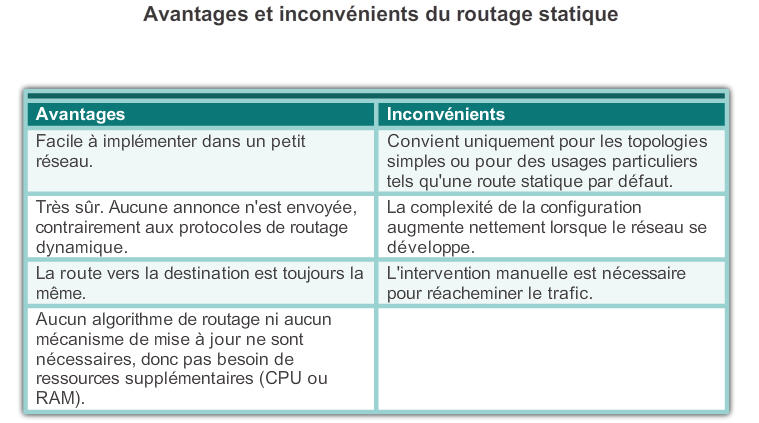 Avantages et inconvénients du routage statique
Avantages
Inconvénients
Facile à implémenter dans un petit
réseau.
Convient uniquement pour les topologies
simples ou pour des usages particuliers
tels qu'une route statique par défaut.
Très sûr. Aucune annonce n'est envoyée,
contrairement aux protocoles de routage
dynamique.
La complexité de la configuration
augmente nettement lorsque le réseau se
développe.
La route vers la destination est toujours la
même.
L'intervention manuelle est nécessaire
pour réacheminer le trafic.
Aucun algorithme de routage ni aucun
mécanisme de mise à jour ne sont
nécessaires, donc pas besoin de
ressources supplémentaires (CPU ou
RAM).